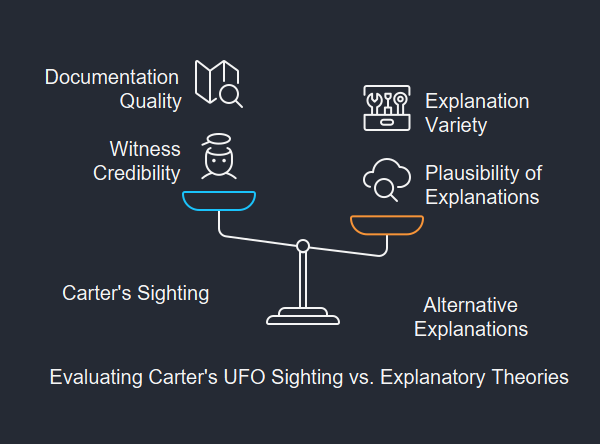 Documentation
Quality
Witness
Credibility
Explanation
Variety
Plausibility of
Explanations
Carter's Sighting
Alternative
Explanations
Evaluating Carter's UFO Sighting vs. Explanatory Theories